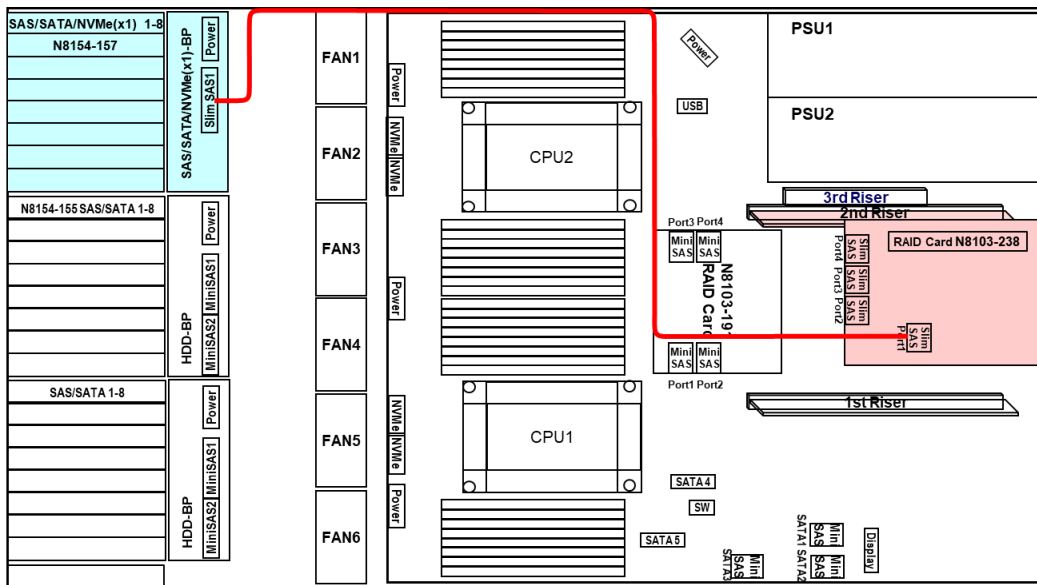 SAS/SATA/NVMe(x1) 1-8
N8154-157
SAS/SATA/NVMe(x1)-BP
Power
Slim SAS1
N8154-155 SAS/SATA 1-8
HDD-BP
Power
MiniSAS1
MiniSAS2
SAS/SATA 1-8
HDD-BP
Power
MiniSAS1
MiniSAS2
FAN1
FAN2
FAN3
FAN4
FAN5
FAN6
Power
NVMe
NVMe
Power
NVMe
NVMe
Power
CPU2
CPU1
Power
USB
PSU1
PSU2
3rd Riser
2nd Riser
RAID Card N8103-238
Slim SAS
Port4
Slim SAS
Port3
Slim SAS
Port2
Slim SAS
Port1
Port3 Port4
Mini SAS
Mini SAS
RAID Card
Mini SAS
Mini SAS
Port1 Port2
1st Riser
SATA4
SW
SATA5
Mini SAS
SATA1
Mini SAS
SATA2
Mini SAS
SATA3
Display